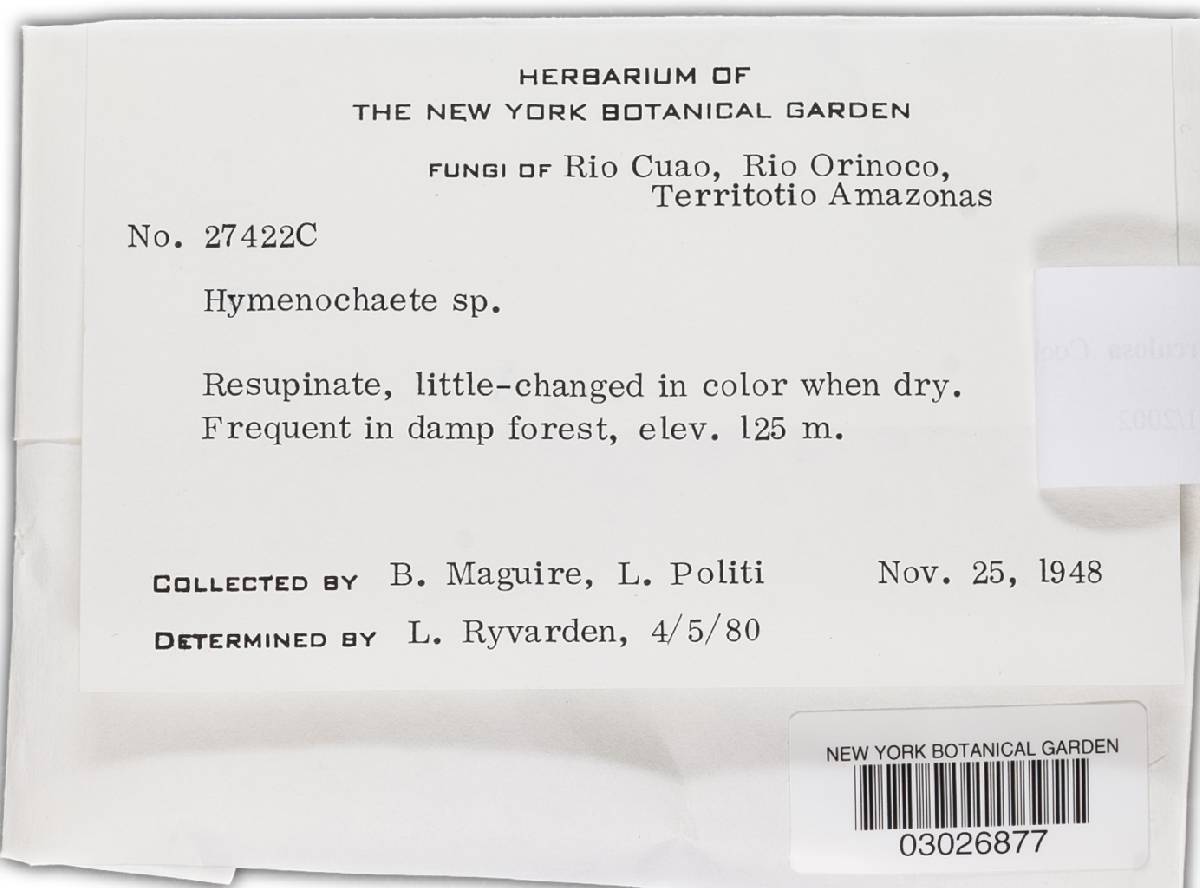 HERBARIUM OF
THE NEW YORK BOTANICAL GARDEN
FUNGI OF Rio Cuao, Rio Orinoco,
Territotio Amazonas
No. 27422C
Hymenochaete sp.
Resupinate, little-changed in color when dry.
Frequent in damp forest, elev. 125 m.
COLLECTED BY B. Maguire, L. Politi Nov. 25, 1948
DETERMINED BY L. Ryvarden, 4/5/80
NEW YORK BOTANICAL GARDEN
03026877